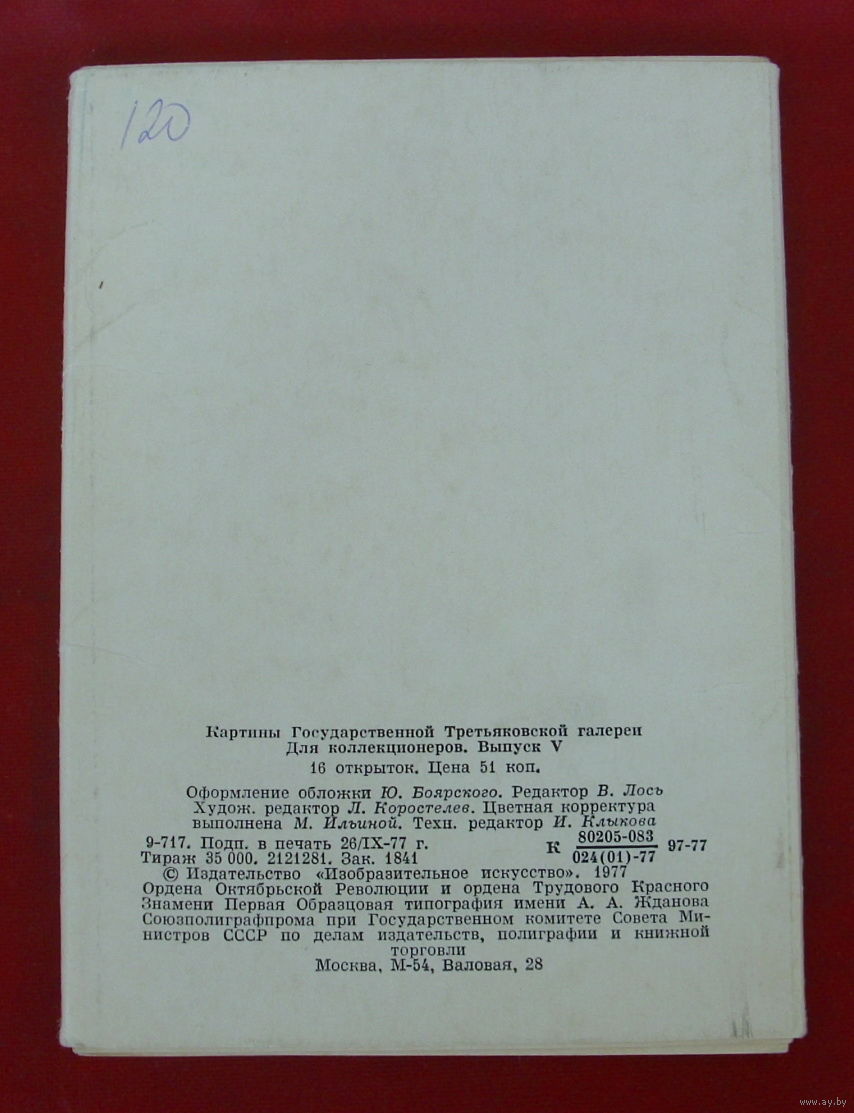 120
Картины Государственной Третьяковской галереи
Для коллекционеров. Выпуск V
16 открыток. Цена 51 коп.
Оформление обложки Ю. Боярского. Редактор В. Лось
Худож. редактор Л. Коростелев. Цветная корректура
выполнена М. Ильиной. Техн. редактор И. Клыкова
9-717. Подп. в печать 26/IX-77 г. К 80205-083 97-77
Тираж 35 000. 2121281. Зак. 1841 024(01)-77
© Издательство «Изобразительное искусство». 1977
Ордена Октябрьской Революции и ордена Трудового Красного
Знамени Первая Образцовая типография имени А. А. Жданова
Союзполиграфпрома при Государственном комитете Совета Ми-
нистров СССР по делам издательств, полиграфии и книжной
торговли
Москва, М-54, Валовая, 28
www.ay.by